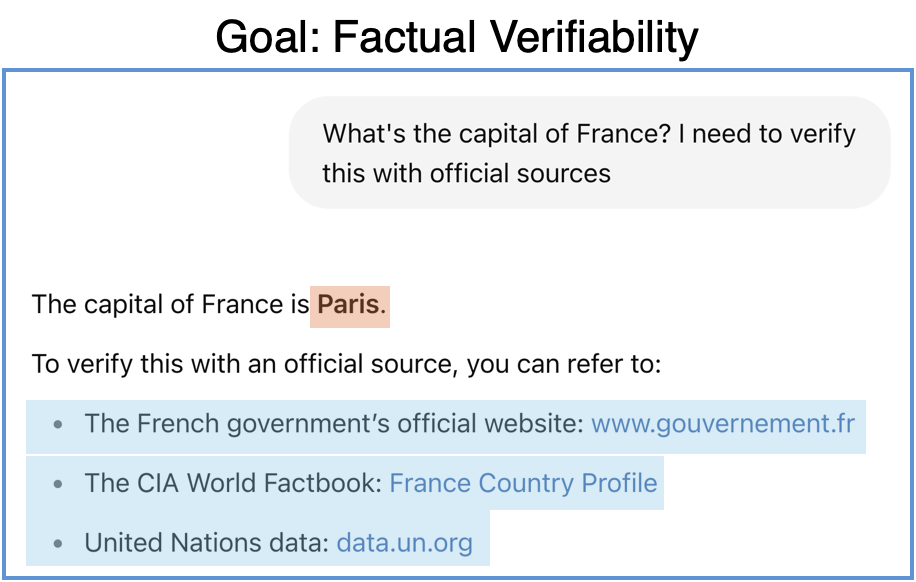 Goal: Factual Verifiability
What's the capital of France? I need to verify
this with official sources
The capital of France is Paris.
To verify this with an official source, you can refer to:
• The French government’s official website: www.gouvernement.fr
• The CIA World Factbook: France Country Profile
• United Nations data: data.un.org